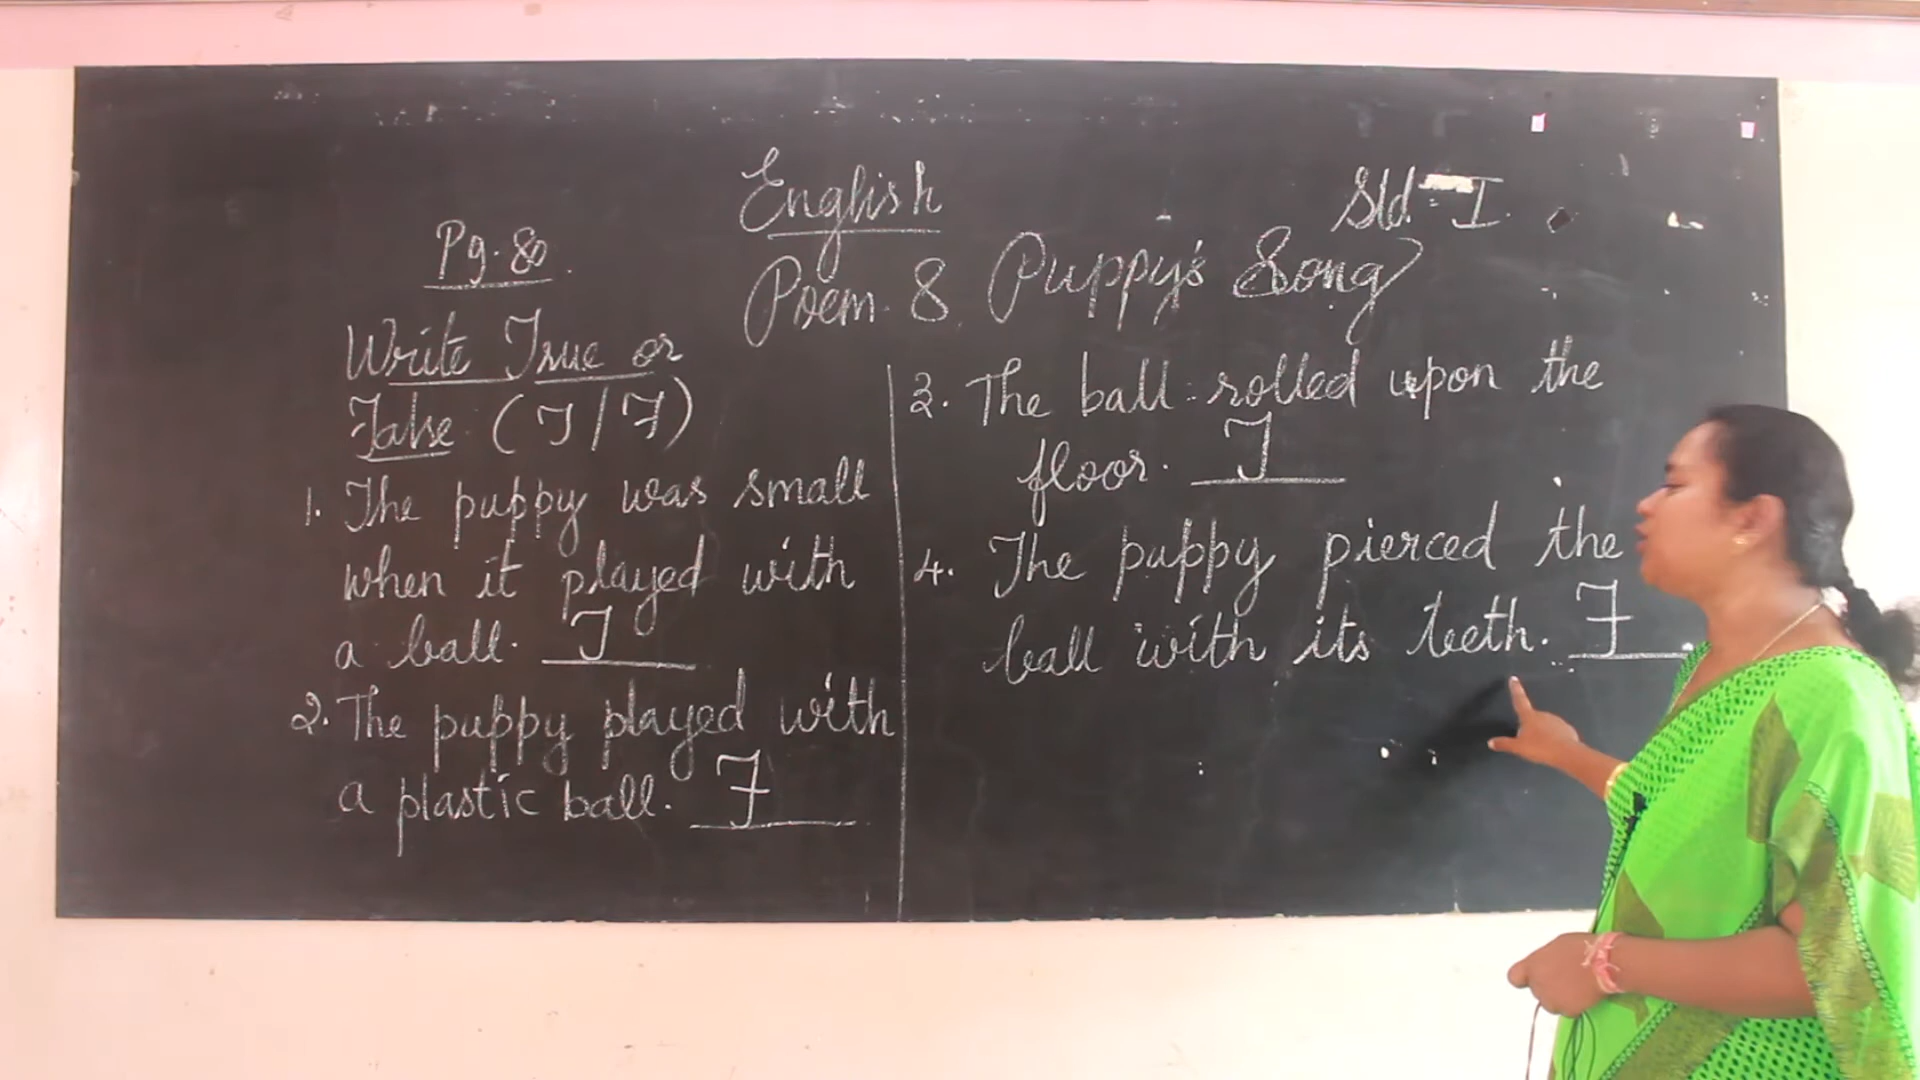 English
Std - I.
Pg. 80
Poem. 8 Puppy's Song
Write True or
False (T/F)
1. The puppy was small
when it played with
a ball. T
2. The puppy played with
a plastic ball. F
3. The ball rolled upon the
floor. T
4. The puppy pierced the
ball with its teeth. F